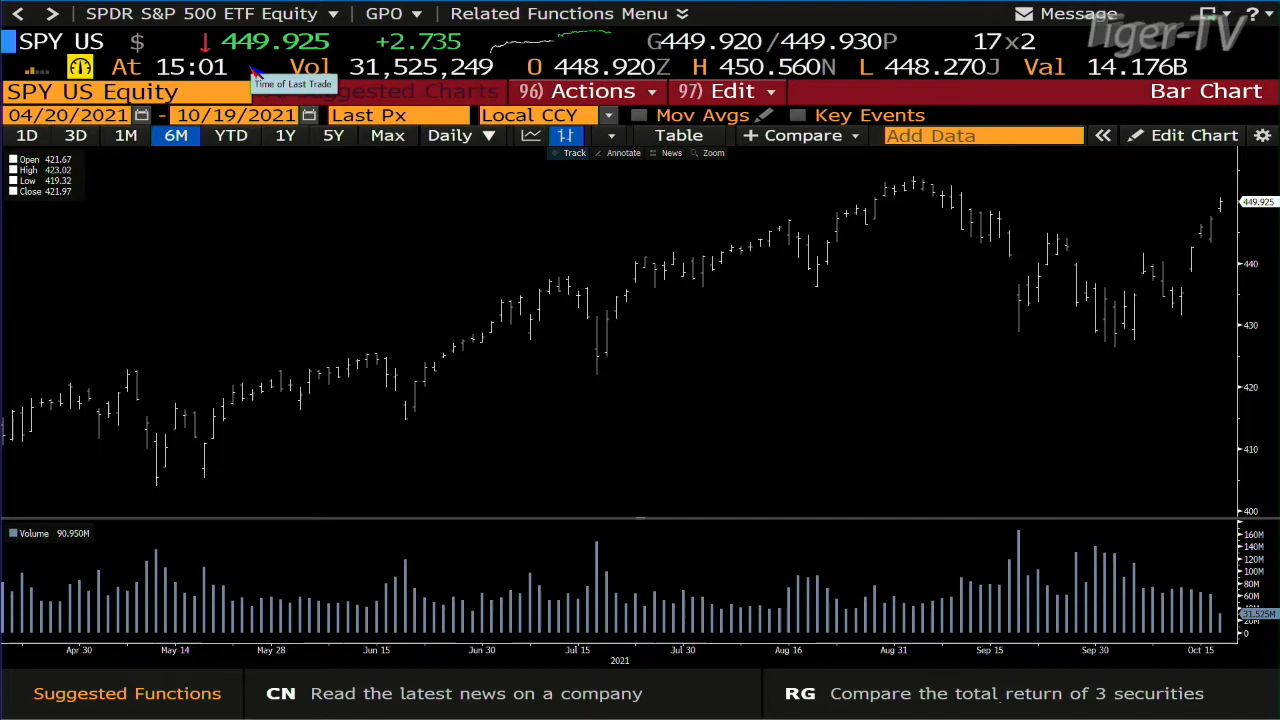 SPDR S&P 500 ETF Equity GPO Related Functions Menu Message ?
SPY US $ 449.925 +2.735 G449.920/449.930P 17x2 Tiger-TV
At 15:01 Vol 31,525,249 O 448.920Z H 450.560N L 448.270J Val 14.176B
Time of Last Trade
SPY US Equity Suggested Charts 96) Actions 97) Edit Bar Chart
04/20/2021 - 10/19/2021 Last Px Local CCY Mov Avgs Key Events
1D 3D 1M 6M YTD 1Y 5Y Max Daily Table + Compare Add Data Edit Chart
Track Annotate News Zoom
Open 421.67
High 423.02
Low 419.32
Close 421.97
449.925
440
430
420
410
400
Volume 90.950M
160M
140M
120M
100M
80M
60M
31.525M
20M
0
Apr 30 May 14 May 28 Jun 15 Jun 30 Jul 15 Jul 30 Aug 16 Aug 31 Sep 15 Sep 30 Oct 15
2021
Suggested Functions CN Read the latest news on a company RG Compare the total return of 3 securities